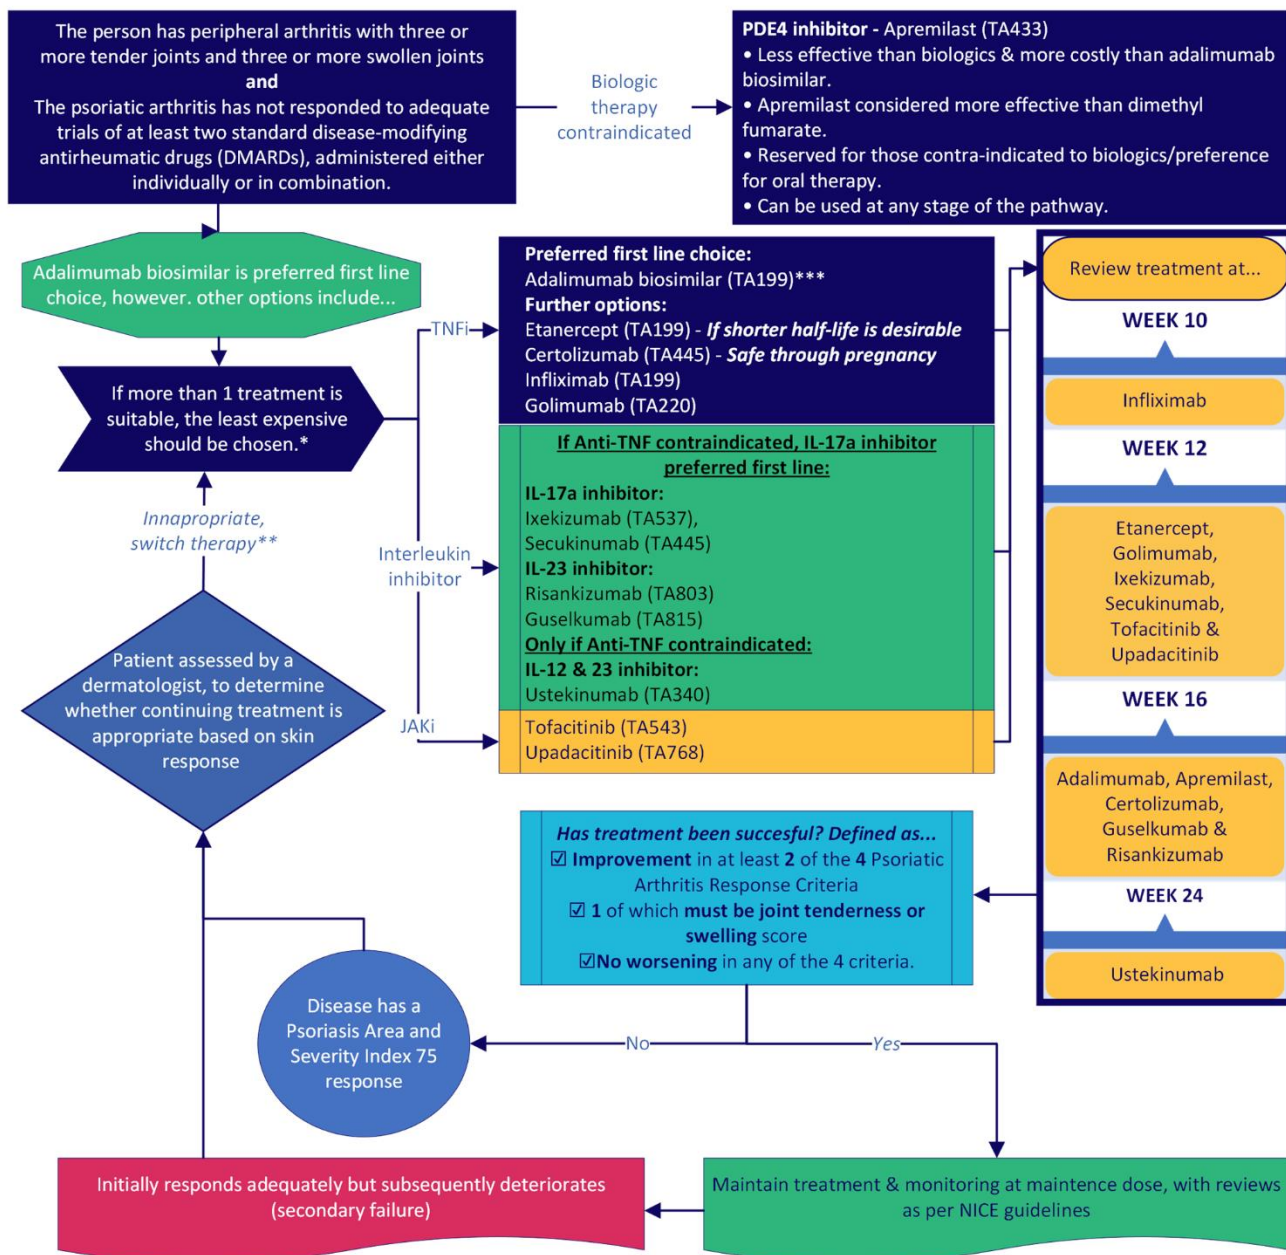 The person has peripheral arthritis with three or
more tender joints and three or more swollen joints
and
The psoriatic arthritis has not responded to adequate
trials of at least two standard disease-modifying
antirheumatic drugs (DMARDs), administered either
individually or in combination.
Biologic
therapy
contraindicated
PDE4 inhibitor - Apremilast (TA433)
• Less effective than biologics & more costly than adalimumab
biosimilar.
• Apremilast considered more effective than dimethyl
fumarate.
• Reserved for those contra-indicated to biologics/preference
for oral therapy.
• Can be used at any stage of the pathway.
Adalimumab biosimilar is preferred first line
choice, however. other options include...
If more than 1 treatment is
suitable, the least expensive
should be chosen.*
TNFi
Preferred first line choice:
Adalimumab biosimilar (TA199)***
Further options:
Etanercept (TA199) - If shorter half-life is desirable
Certolizumab (TA445) - Safe through pregnancy
Infliximab (TA199)
Golimumab (TA220)
Interleukin
inhibitor
If Anti-TNF contraindicated, IL-17a inhibitor
preferred first line:
IL-17a inhibitor:
Ixekizumab (TA537),
Secukinumab (TA445)
IL-23 inhibitor:
Risankizumab (TA803)
Guselkumab (TA815)
Only if Anti-TNF contraindicated:
IL-12 & 23 inhibitor:
Ustekinumab (TA340)
JAKi
Tofacitinib (TA543)
Upadacitinib (TA768)
Review treatment at...
WEEK 10
Infliximab
WEEK 12
Etanercept,
Golimumab,
Ixekizumab,
Secukinumab,
Tofacitinib &
Upadacitinib
WEEK 16
Adalimumab, Apremilast,
Certolizumab,
Guselkumab &
Risankizumab
WEEK 24
Ustekinumab
Has treatment been succesful? Defined as...
☑ Improvement in at least 2 of the 4 Psoriatic
Arthritis Response Criteria
☑ 1 of which must be joint tenderness or
swelling score
☑No worsening in any of the 4 criteria.
No
Yes
Disease has a
Psoriasis Area and
Severity Index 75
response
Patient assessed by a
dermatologist, to determine
whether continuing treatment is
appropriate based on skin
response
Innapropriate,
switch therapy**
Maintain treatment & monitoring at maintence dose, with reviews
as per NICE guidelines
Initially responds adequately but subsequently deteriorates
(secondary failure)